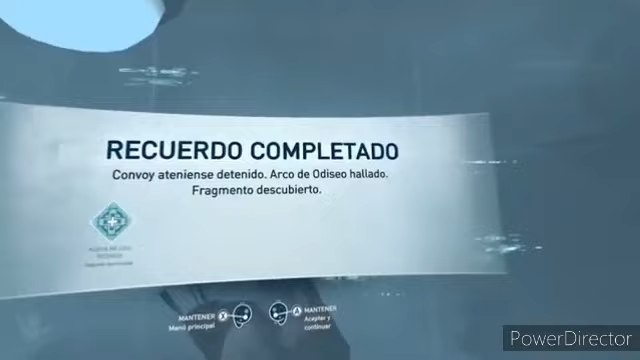 RECUERDO COMPLETADO
Convoy ateniense detenido. Arco de Odiseo hallado.
Fragmento descubierto.
MANTENER X
Menú principal
A MANTENER
Aceptar y
continuar
PowerDirector